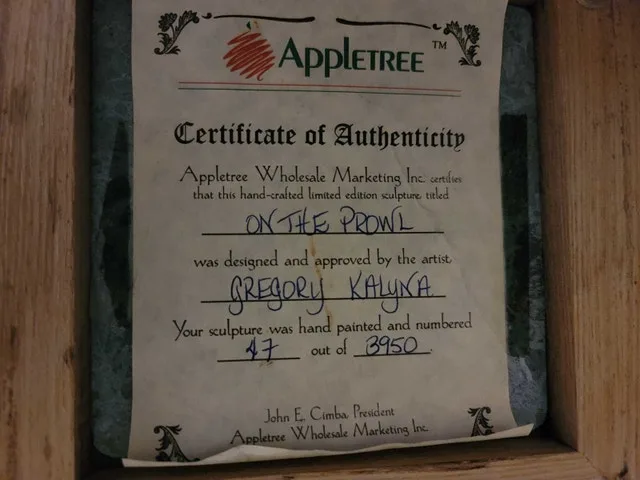 Appletree™
Certificate of Authenticity
Appletree Wholesale Marketing Inc. certifies
that this hand-crafted limited edition sculpture titled
ON THE PROWL
was designed and approved by the artist
GREGORY KALYNA
Your sculpture was hand painted and numbered
47 out of 3950
John E. Cimba, President
Appletree Wholesale Marketing Inc.